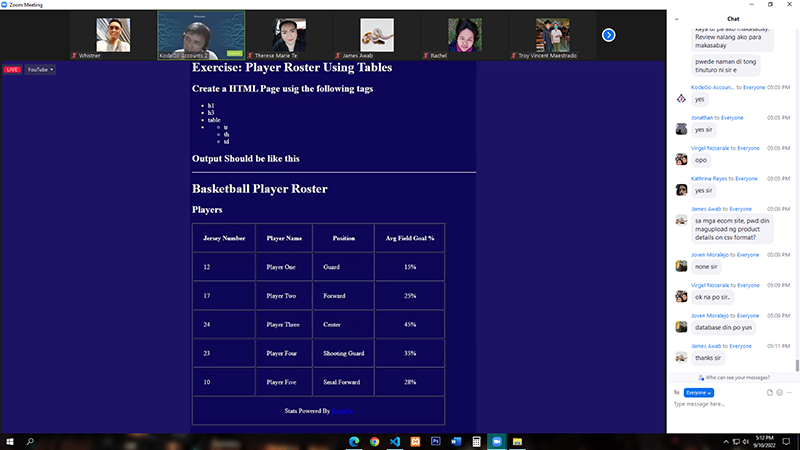 Zoom Meeting
Whistner
KodeGo Accounts 2
Therese Marie Te
James Awab
Rachel
Troy Vincent Maestrado
LIVE
YouTube
Exercise: Player Roster Using Tables
Create a HTML Page usig the following tags
h1
h3
table
tr
th
td
Output Should be like this
Basketball Player Roster
Players
Jersey Number Player Name Position Avg Field Goal %
12 Player One Guard 15%
17 Player Two Forward 25%
24 Player Three Center 45%
23 Player Four Shooting Guard 35%
10 Player Five Smal Forward 28%
Stats Powered By
Chat
kaya di pa ako makasabay.
Review nalang ako para
makasabay
pwede naman di tong
tinuturo ni sir e
KodeGo Accoun... to Everyone 05:03 PM
yes
Jonathan to Everyone 05:05 PM
yes sir
Virgel Nosterale to Everyone 05:05 PM
opo
Kathrina Reyes to Everyone 05:05 PM
yes sir
James Awab to Everyone 05:08 PM
sa mga ecom site, pwd din
magupload ng product
details on csv format?
Joven Moralejo to Everyone 05:08 PM
none sir
Virgel Nosterale to Everyone 05:09 PM
ok na po sir..
Joven Moralejo to Everyone 05:09 PM
database din po yun
James Awab to Everyone 05:11 PM
thanks sir
Who can see your messages?
To: Everyone
Type message here...
5:12 PM
9/10/2022